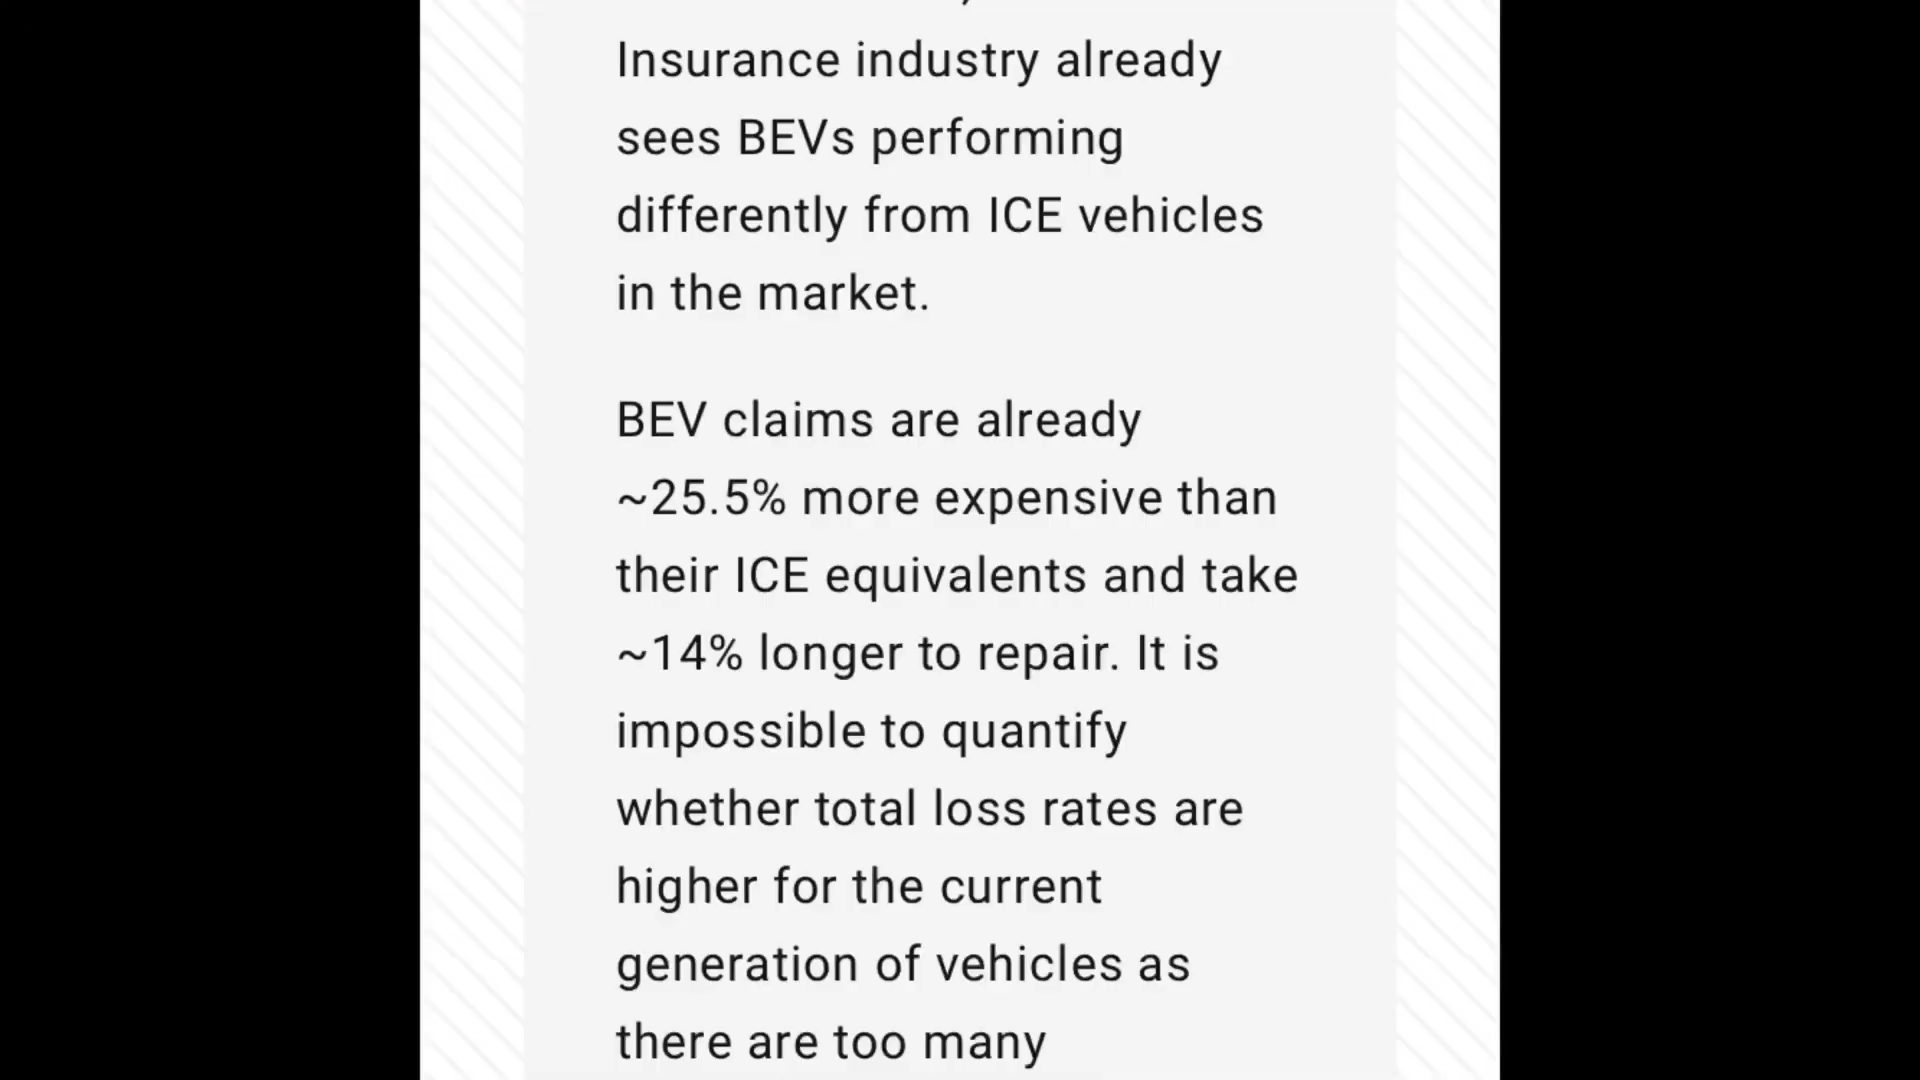 Insurance industry already
sees BEVs performing
differently from ICE vehicles
in the market.
BEV claims are already
~25.5% more expensive than
their ICE equivalents and take
~14% longer to repair. It is
impossible to quantify
whether total loss rates are
higher for the current
generation of vehicles as
there are too many